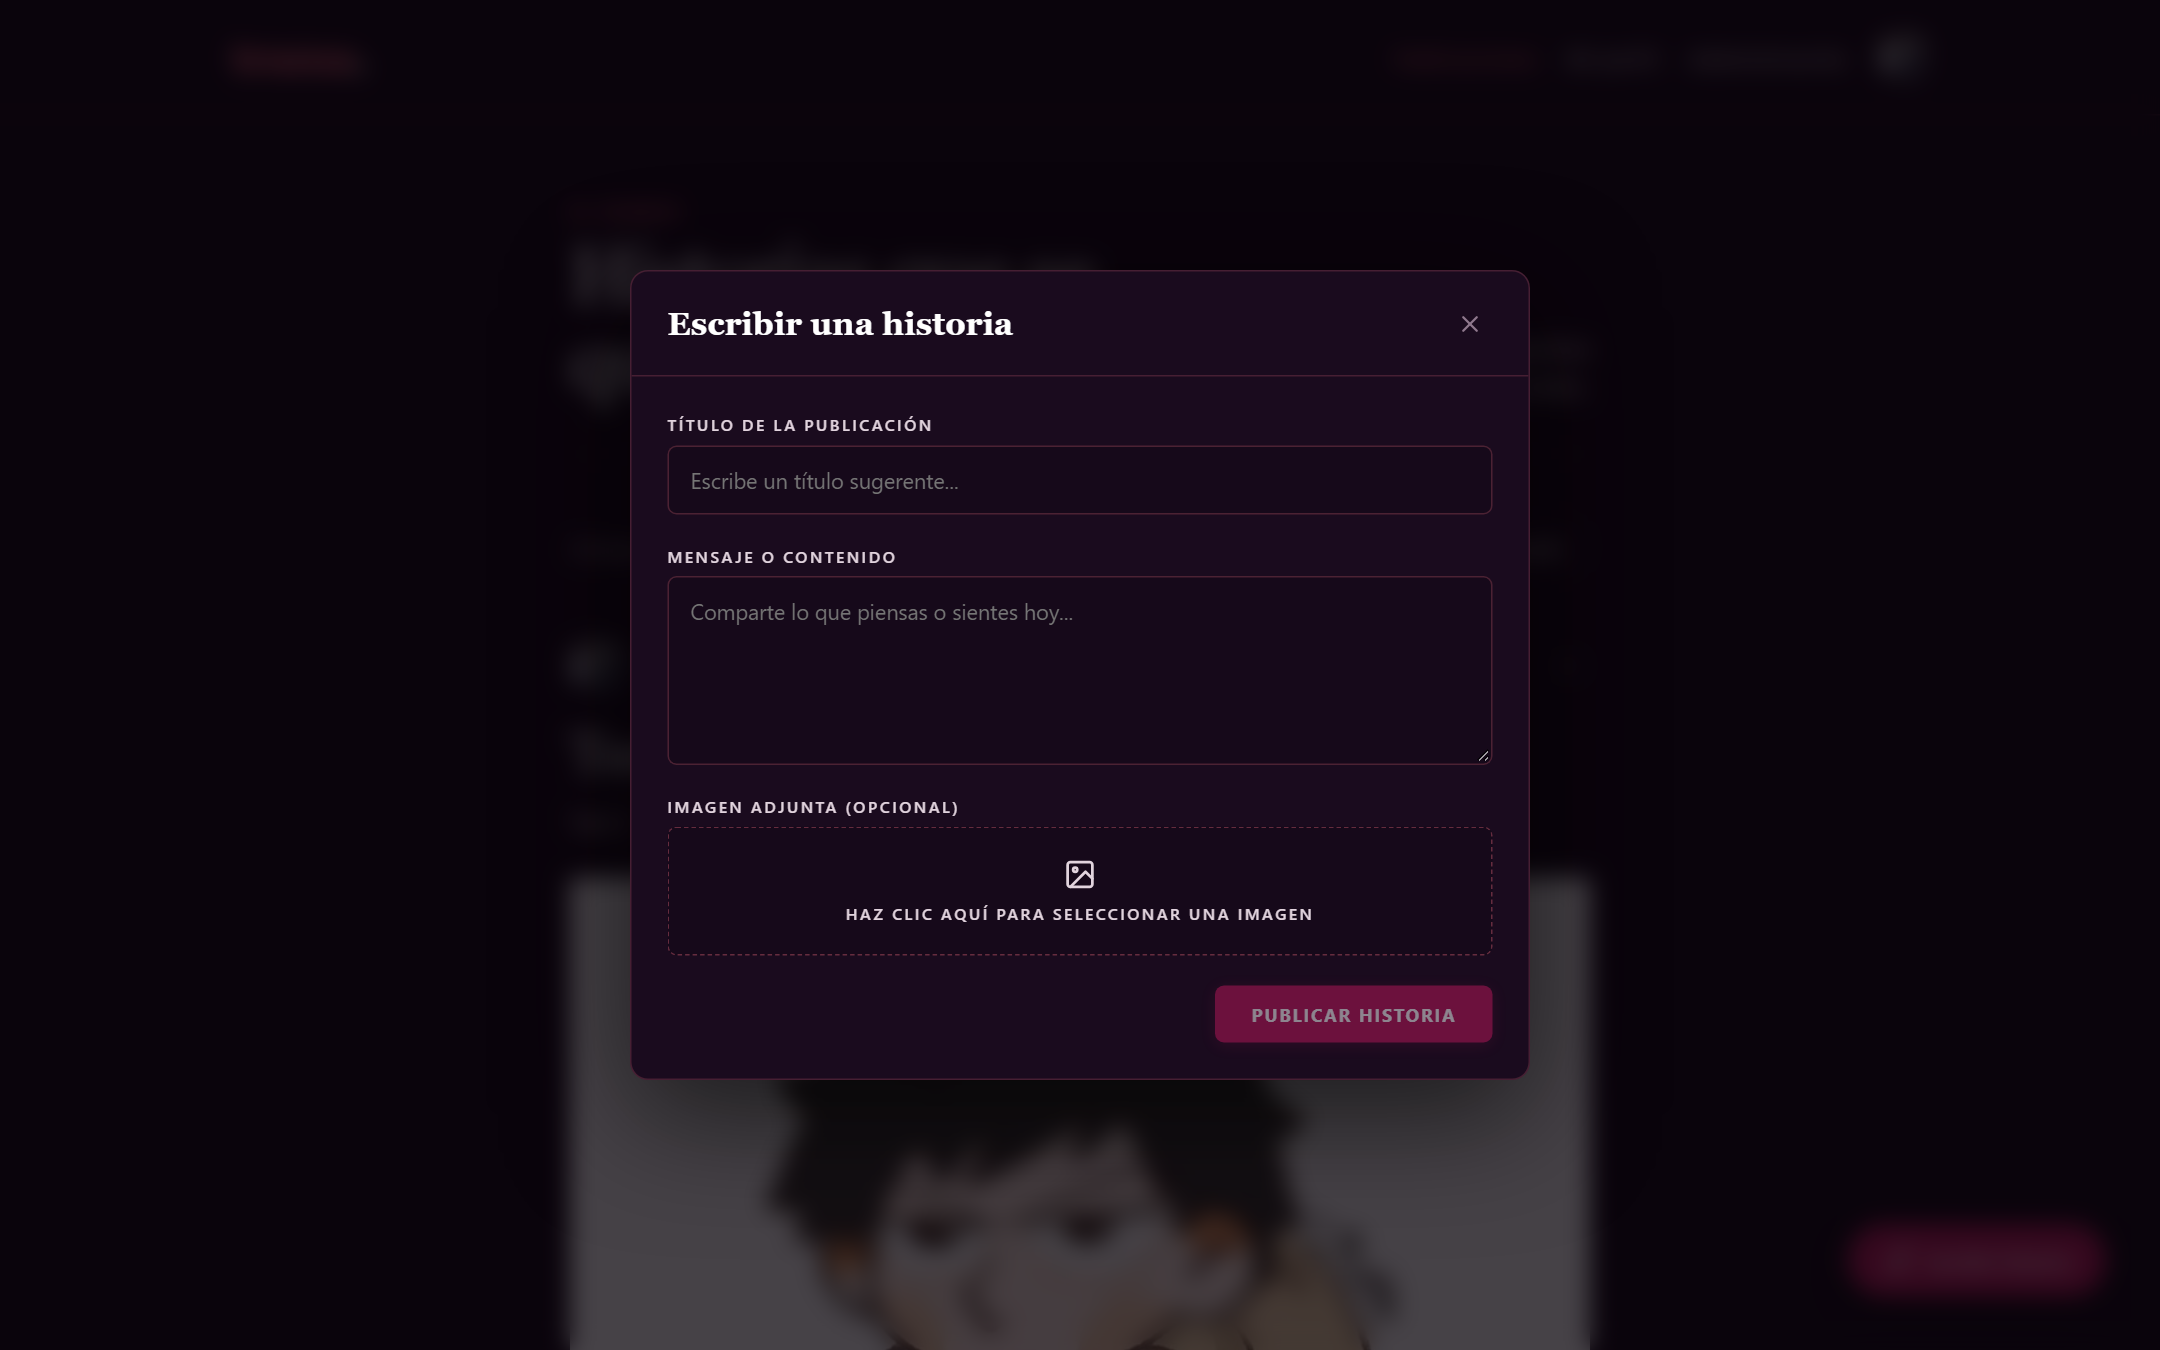 Escribir una historia
TÍTULO DE LA PUBLICACIÓN
Escribe un título sugerente...
MENSAJE O CONTENIDO
Comparte lo que piensas o sientes hoy...
IMAGEN ADJUNTA (OPCIONAL)
HAZ CLIC AQUÍ PARA SELECCIONAR UNA IMAGEN
PUBLICAR HISTORIA